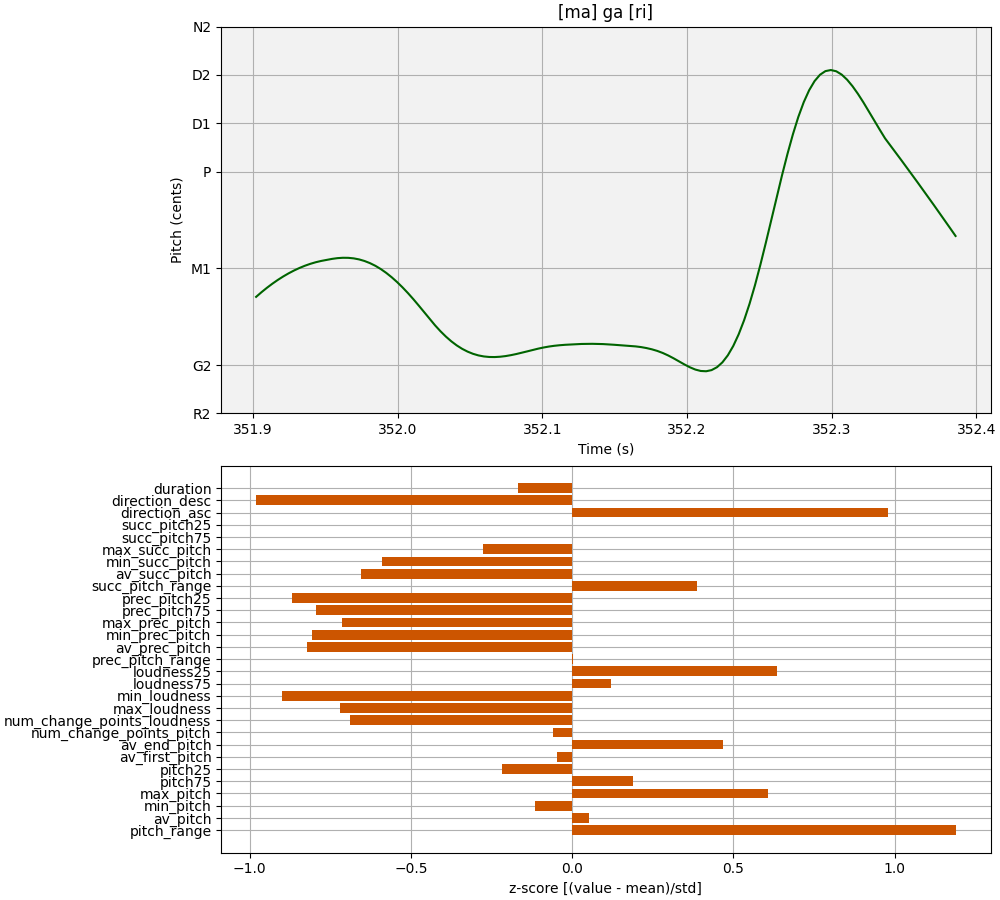 [ma] ga [ri]
N2
D2
D1
P
M1
G2
R2
Pitch (cents)
351.9
352.0
352.1
352.2
352.3
352.4
Time (s)
duration
direction_desc
direction_asc
succ_pitch25
succ_pitch75
max_succ_pitch
min_succ_pitch
av_succ_pitch
succ_pitch_range
prec_pitch25
prec_pitch75
max_prec_pitch
min_prec_pitch
av_prec_pitch
prec_pitch_range
loudness25
loudness75
min_loudness
max_loudness
num_change_points_loudness
num_change_points_pitch
av_end_pitch
av_first_pitch
pitch25
pitch75
max_pitch
min_pitch
av_pitch
pitch_range
−1.0
−0.5
0.0
0.5
1.0
z-score [(value - mean)/std]